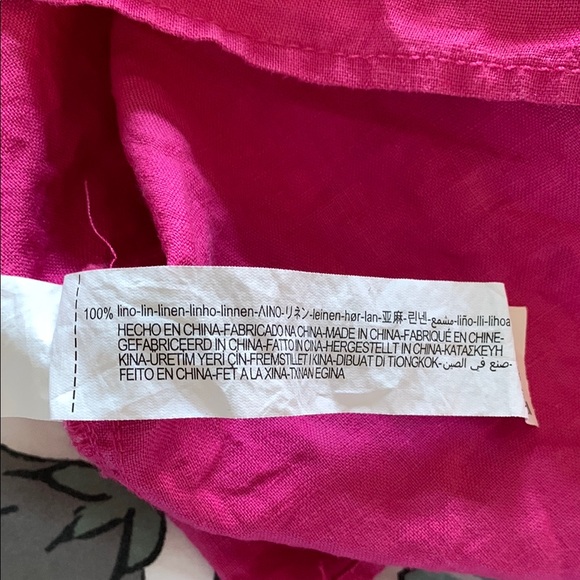 100% lino-lin-linen-linho-linnen-ΛΙΝΟ-リネン-leinen-hør-lan-亚麻-린넨-مشمع-liño-lli-lihoa
HECHO EN CHINA-FABRICADO NA CHINA-MADE IN CHINA-FABRIQUÉ EN CHINE-
GEFABRICEERD IN CHINA-FATTO IN CINA-HERGESTELLT IN CHINA-ΚΑΤΑΣΚΕΥΗ
KINA-ÜRETİM YERİ ÇİN-FREMSTILLET I KINA-DIBUAT DI TIONGKOK-صنع في الصين-
FEITO EN CHINA-FET A LA XINA-TXINAN EGINA